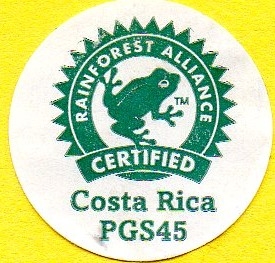 RAINFOREST ALLIANCE
TM
CERTIFIED
Costa Rica
PGS45